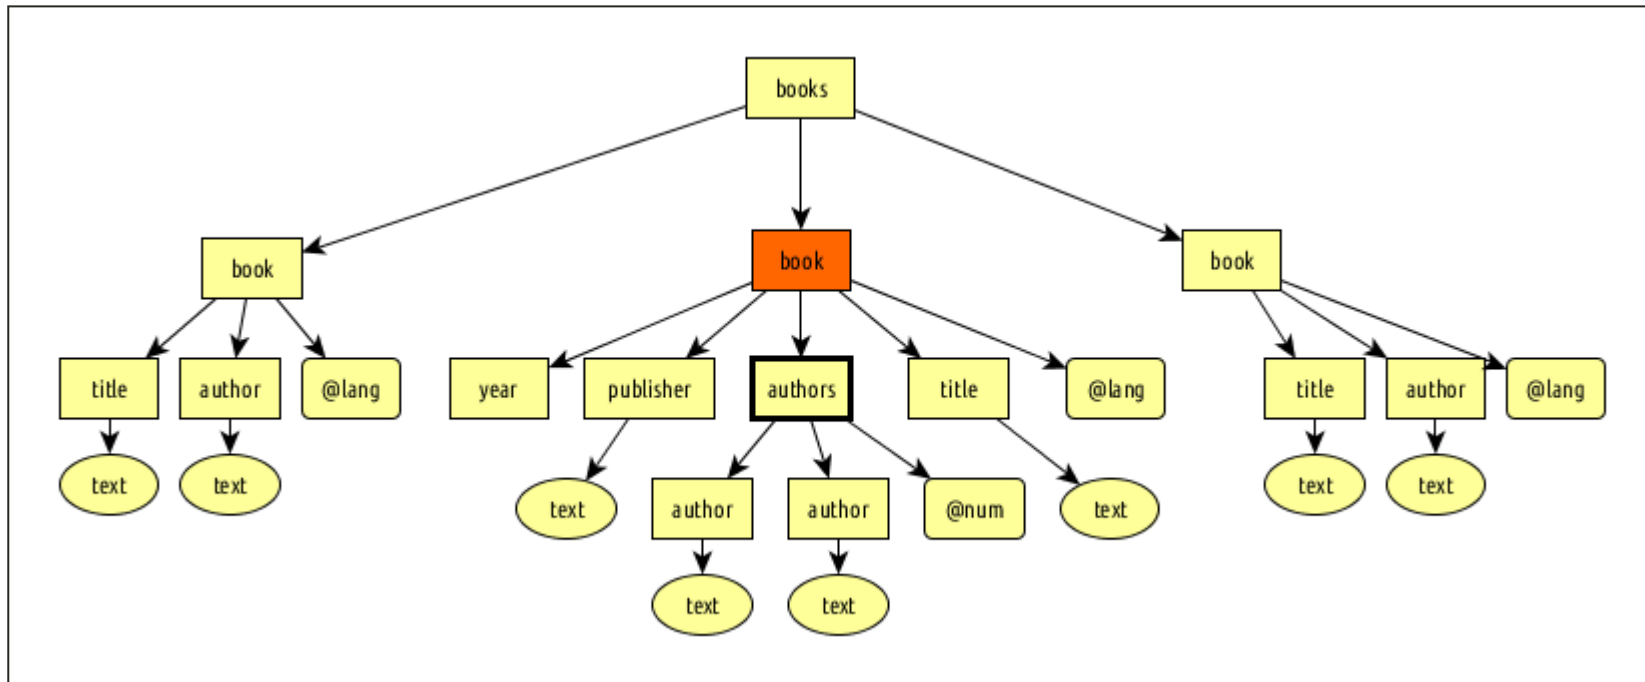 books
book
book
book
title
author
@lang
year
publisher
authors
title
@lang
title
author
@lang
text
text
text
author
author
@num
text
text
text
text
text